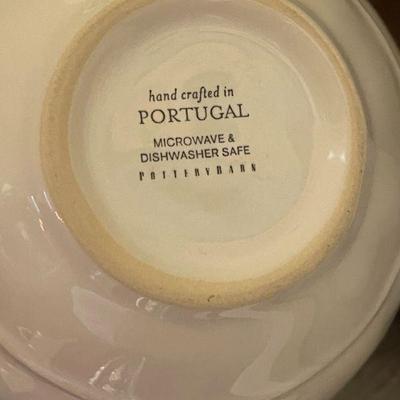 hand crafted in
PORTUGAL
MICROWAVE &
DISHWASHER SAFE
POTTERYBARN